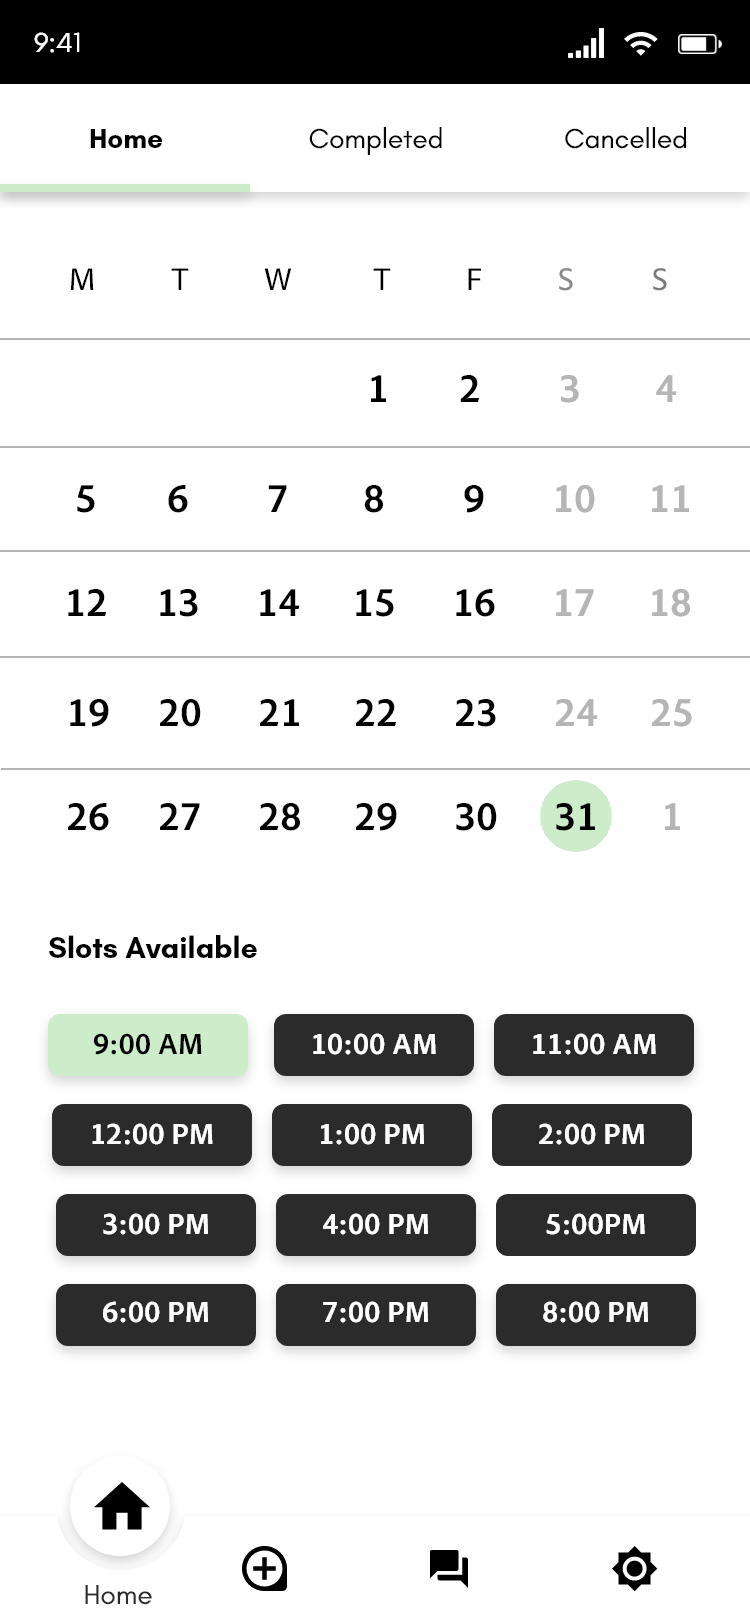 9:41
Home Completed Cancelled
M T W T F S S
1 2 3 4
5 6 7 8 9 10 11
12 13 14 15 16 17 18
19 20 21 22 23 24 25
26 27 28 29 30 31 1
Slots Available
9:00 AM 10:00 AM 11:00 AM
12:00 PM 1:00 PM 2:00 PM
3:00 PM 4:00 PM 5:00PM
6:00 PM 7:00 PM 8:00 PM
Home